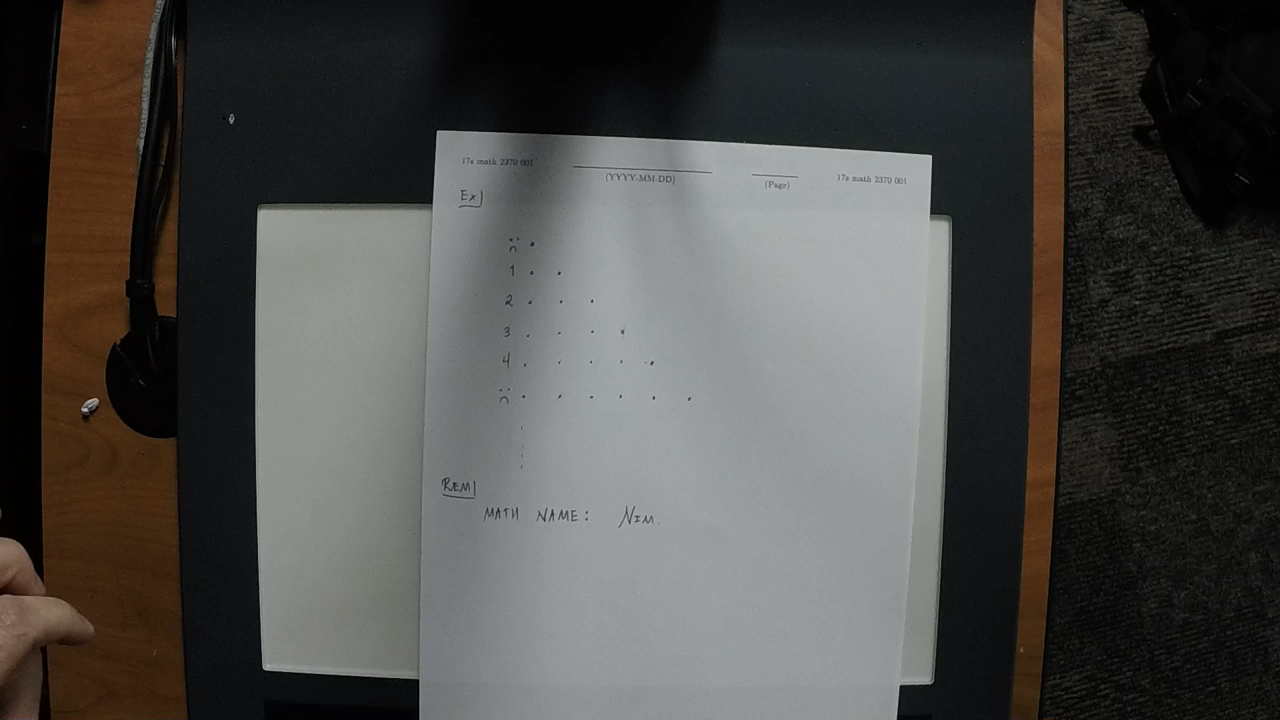 17s math 2370 001 (YYYY-MM-DD) (Page) 17s math 2370 001
Ex
1
2
3
4
REM
MATH NAME: NIM.